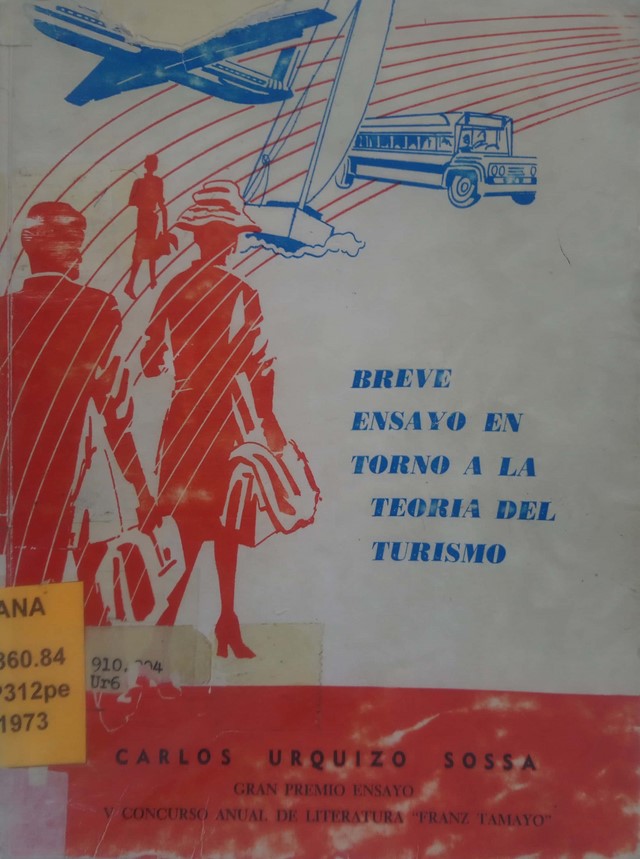 BREVE
ENSAYO EN
TORNO A LA
TEORIA DEL
TURISMO
ANA
360.84
P312pe
1973
910.
Ur6
CARLOS URQUIZO SOSSA
GRAN PREMIO ENSAYO
V CONCURSO ANUAL DE LITERATURA "FRANZ TAMAYO"